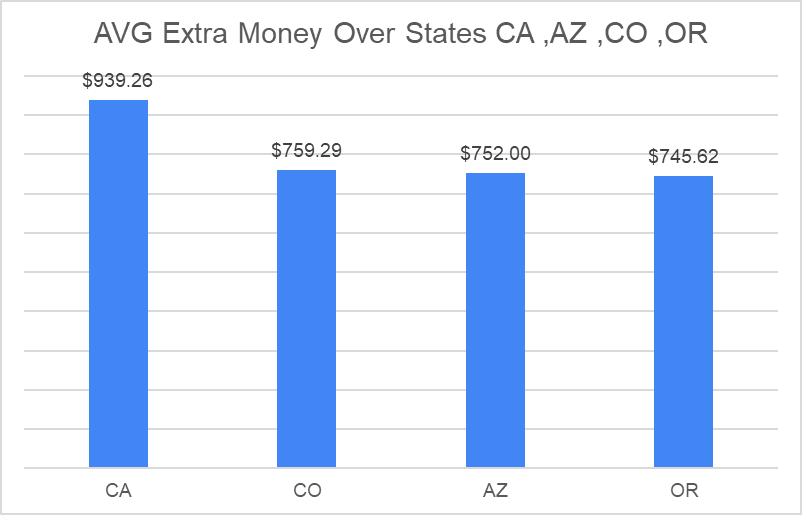 AVG Extra Money Over States CA ,AZ ,CO ,OR
$939.26
$759.29
$752.00
$745.62
CA
CO
AZ
OR